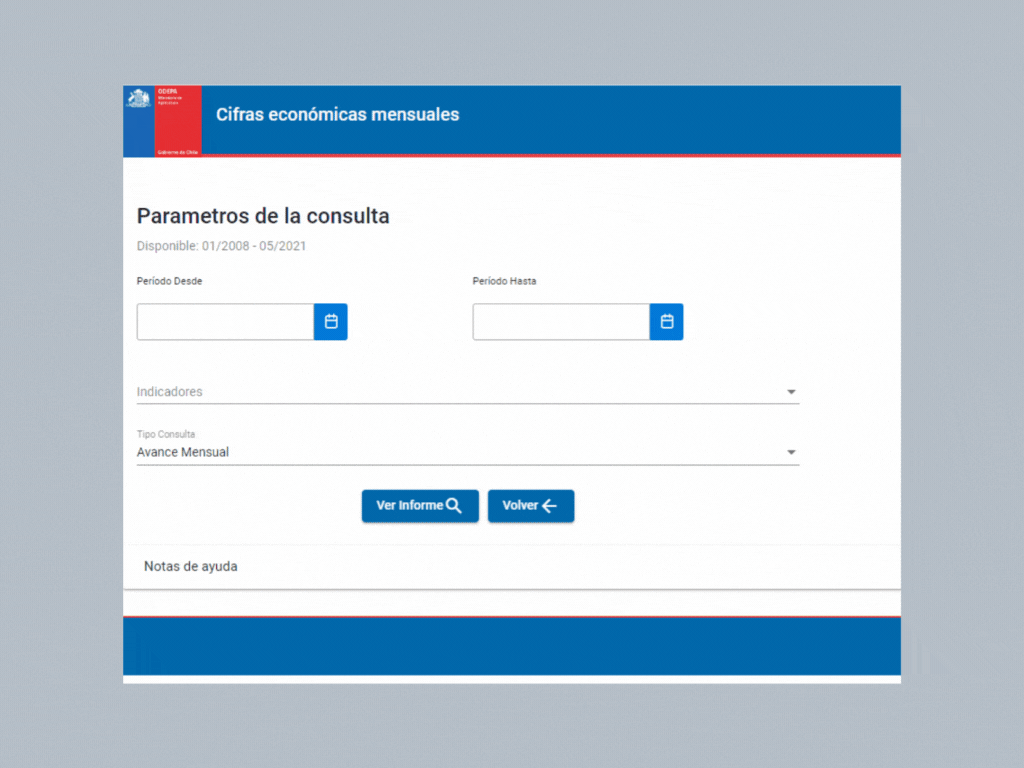 ODEPA
Ministerio de
Agricultura
Gobierno de Chile
Cifras económicas mensuales
Parametros de la consulta
Disponible: 01/2008 - 05/2021
Período Desde
Período Hasta
Indicadores
Tipo Consulta
Avance Mensual
Ver Informe
Volver
Notas de ayuda